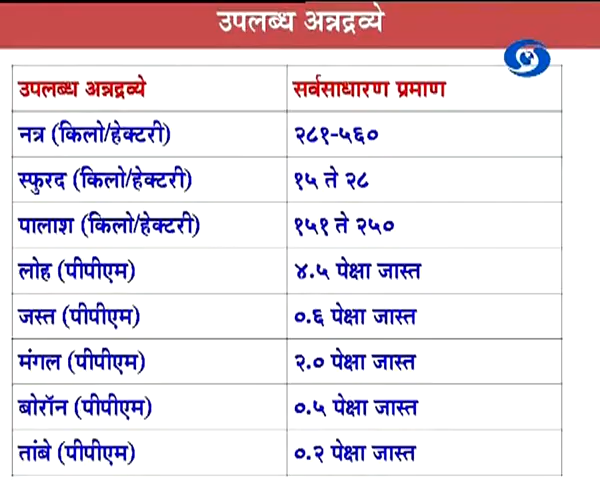 उपलब्ध अन्नद्रव्ये
उपलब्ध अन्नद्रव्ये सर्वसाधारण प्रमाण
नत्र (किलो/हेक्टरी) २८१-५६०
स्फुरद (किलो/हेक्टरी) १५ ते २८
पालाश (किलो/हेक्टरी) १५१ ते २५०
लोह (पीपीएम) ४.५ पेक्षा जास्त
जस्त (पीपीएम) ०.६ पेक्षा जास्त
मंगल (पीपीएम) २.० पेक्षा जास्त
बोरॉन (पीपीएम) ०.५ पेक्षा जास्त
तांबे (पीपीएम) ०.२ पेक्षा जास्त